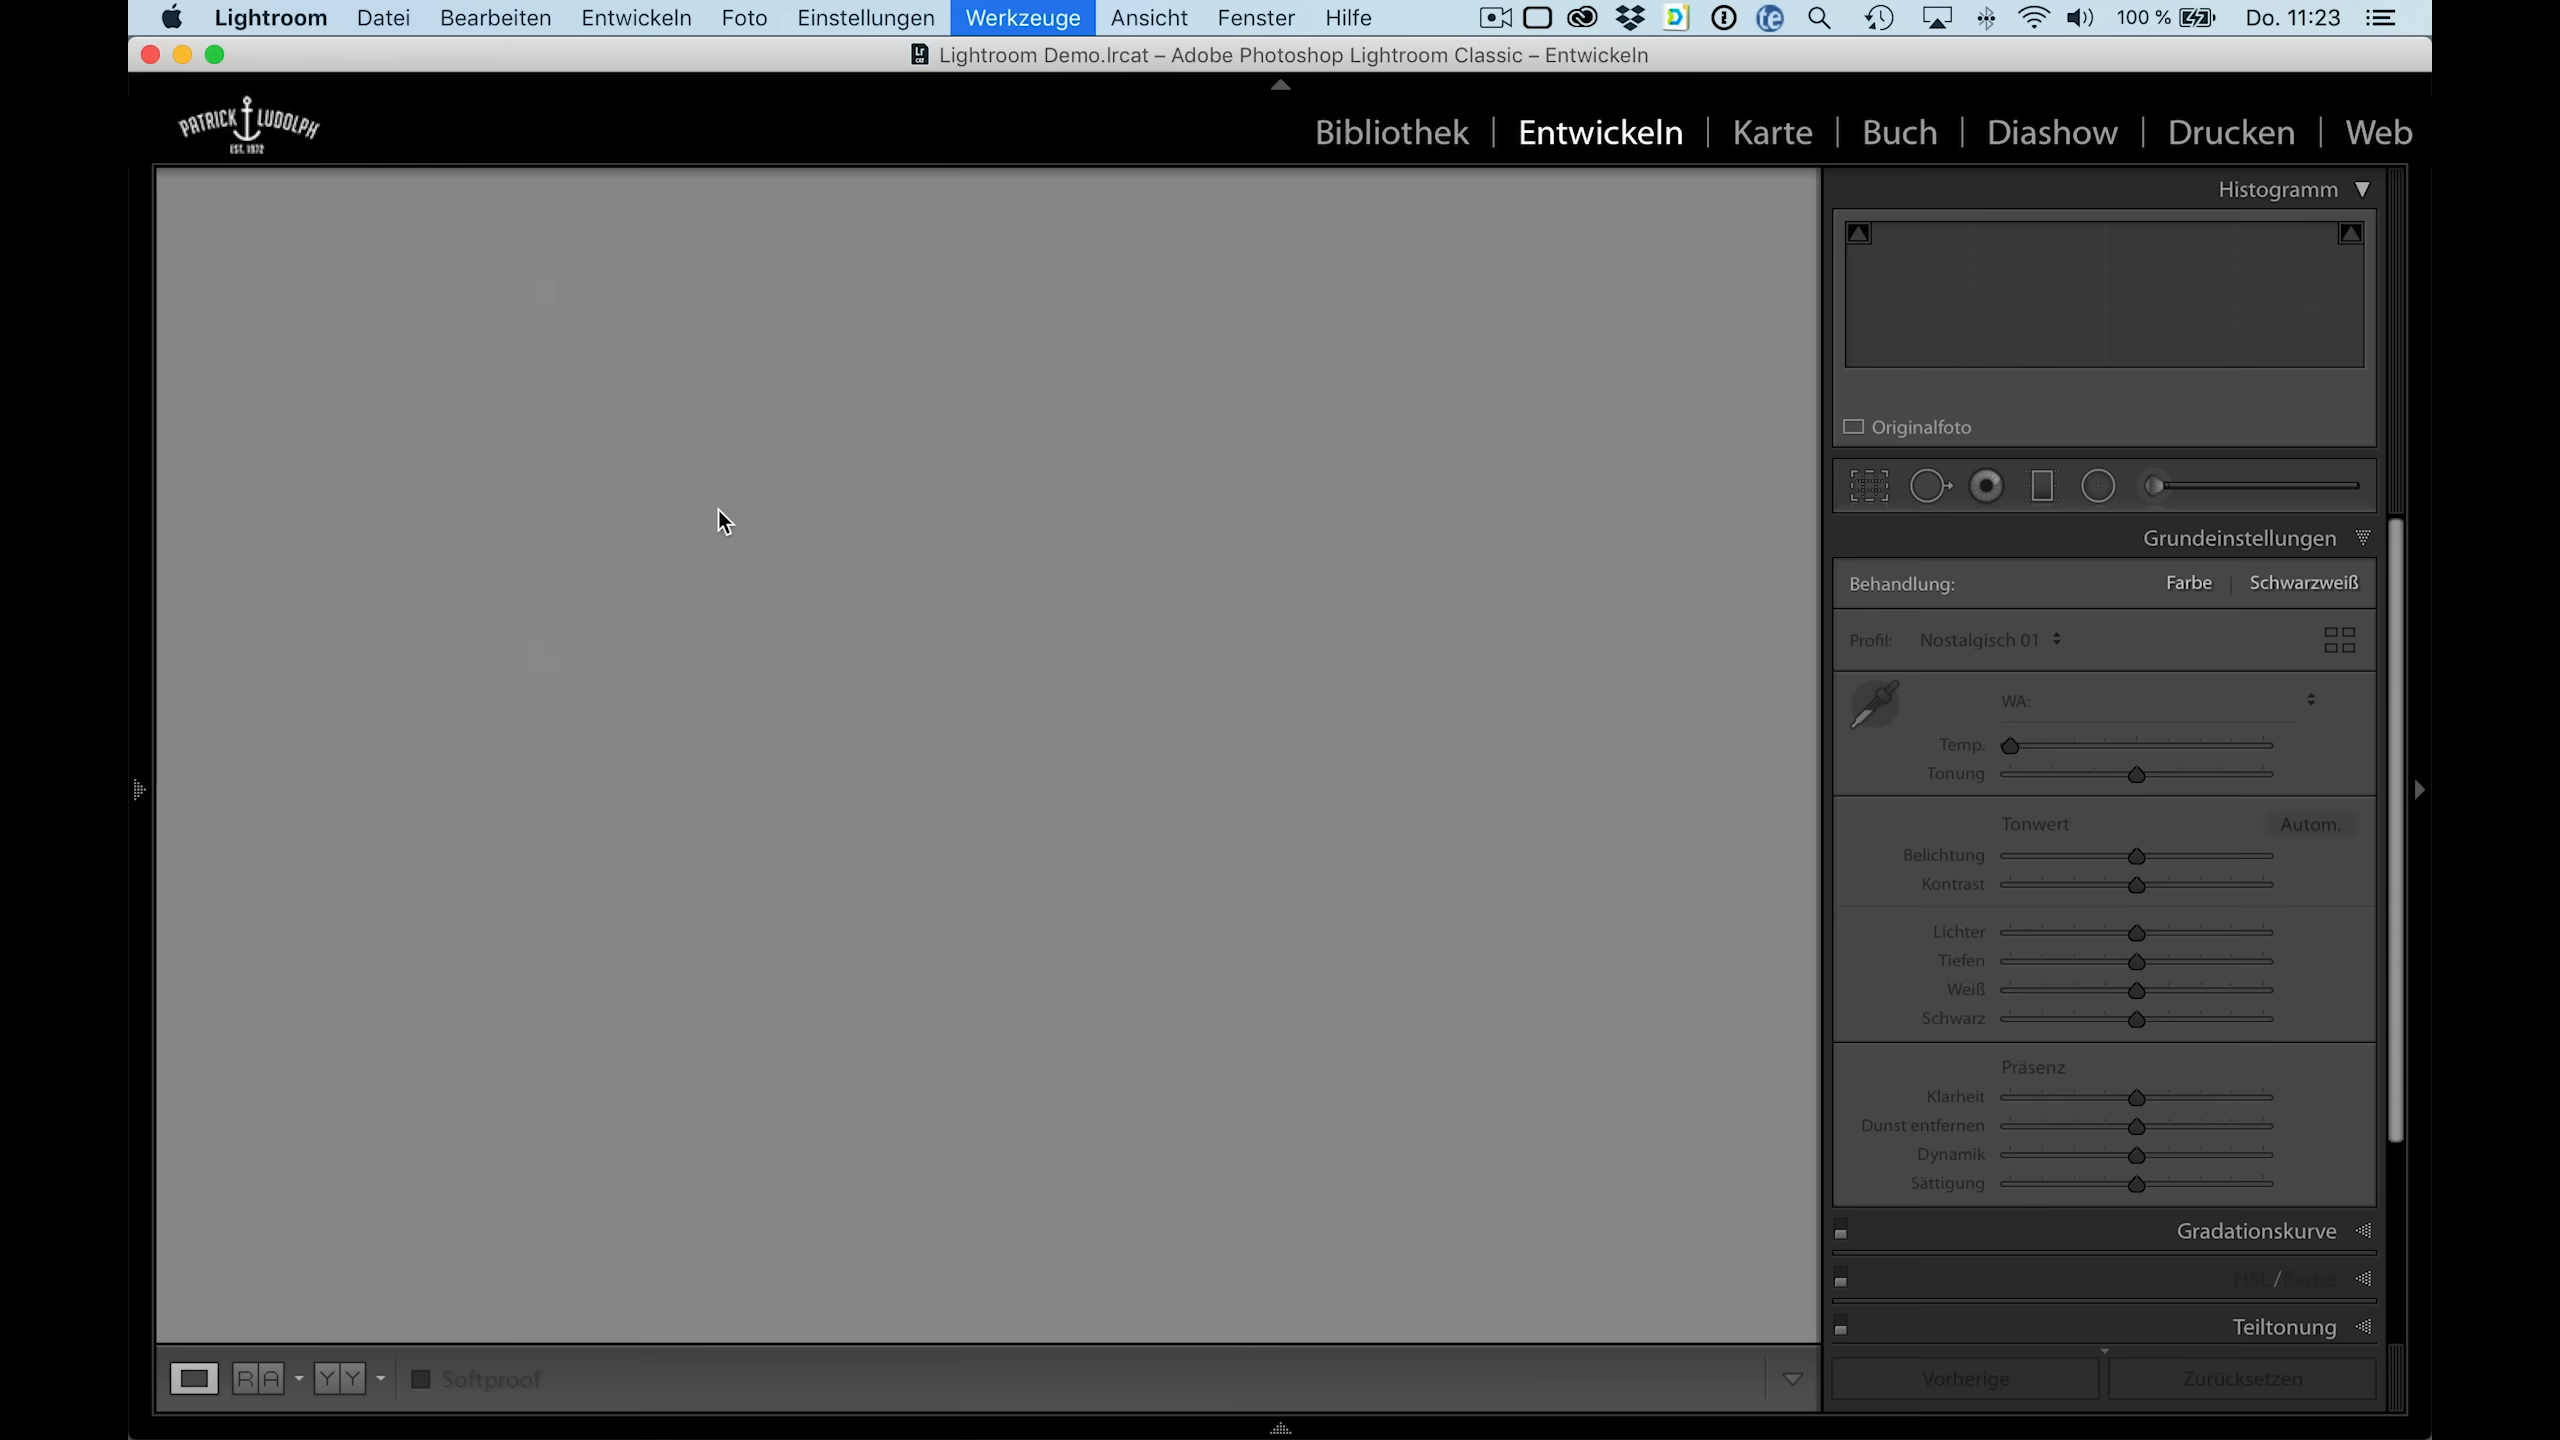 Lightroom Datei Bearbeiten Entwickeln Foto Einstellungen Werkzeuge Ansicht Fenster Hilfe 100 % Do. 11:23
Lightroom Demo.lrcat – Adobe Photoshop Lightroom Classic – Entwickeln
PATRICK LUDOLPH
EST. 1972
Bibliothek | Entwickeln | Karte | Buch | Diashow | Drucken | Web
Histogramm
Originalfoto
Grundeinstellungen
Behandlung: Farbe | Schwarzweiß
Profil: Nostalgisch 01
WA:
Temp.
Tonung
Tonwert Autom.
Belichtung
Kontrast
Lichter
Tiefen
Weiß
Schwarz
Präsenz
Klarheit
Dunst entfernen
Dynamik
Sättigung
Gradationskurve
HSL / Farbe
Teiltonung
R A Y Y Softproof Vorherige Zurücksetzen